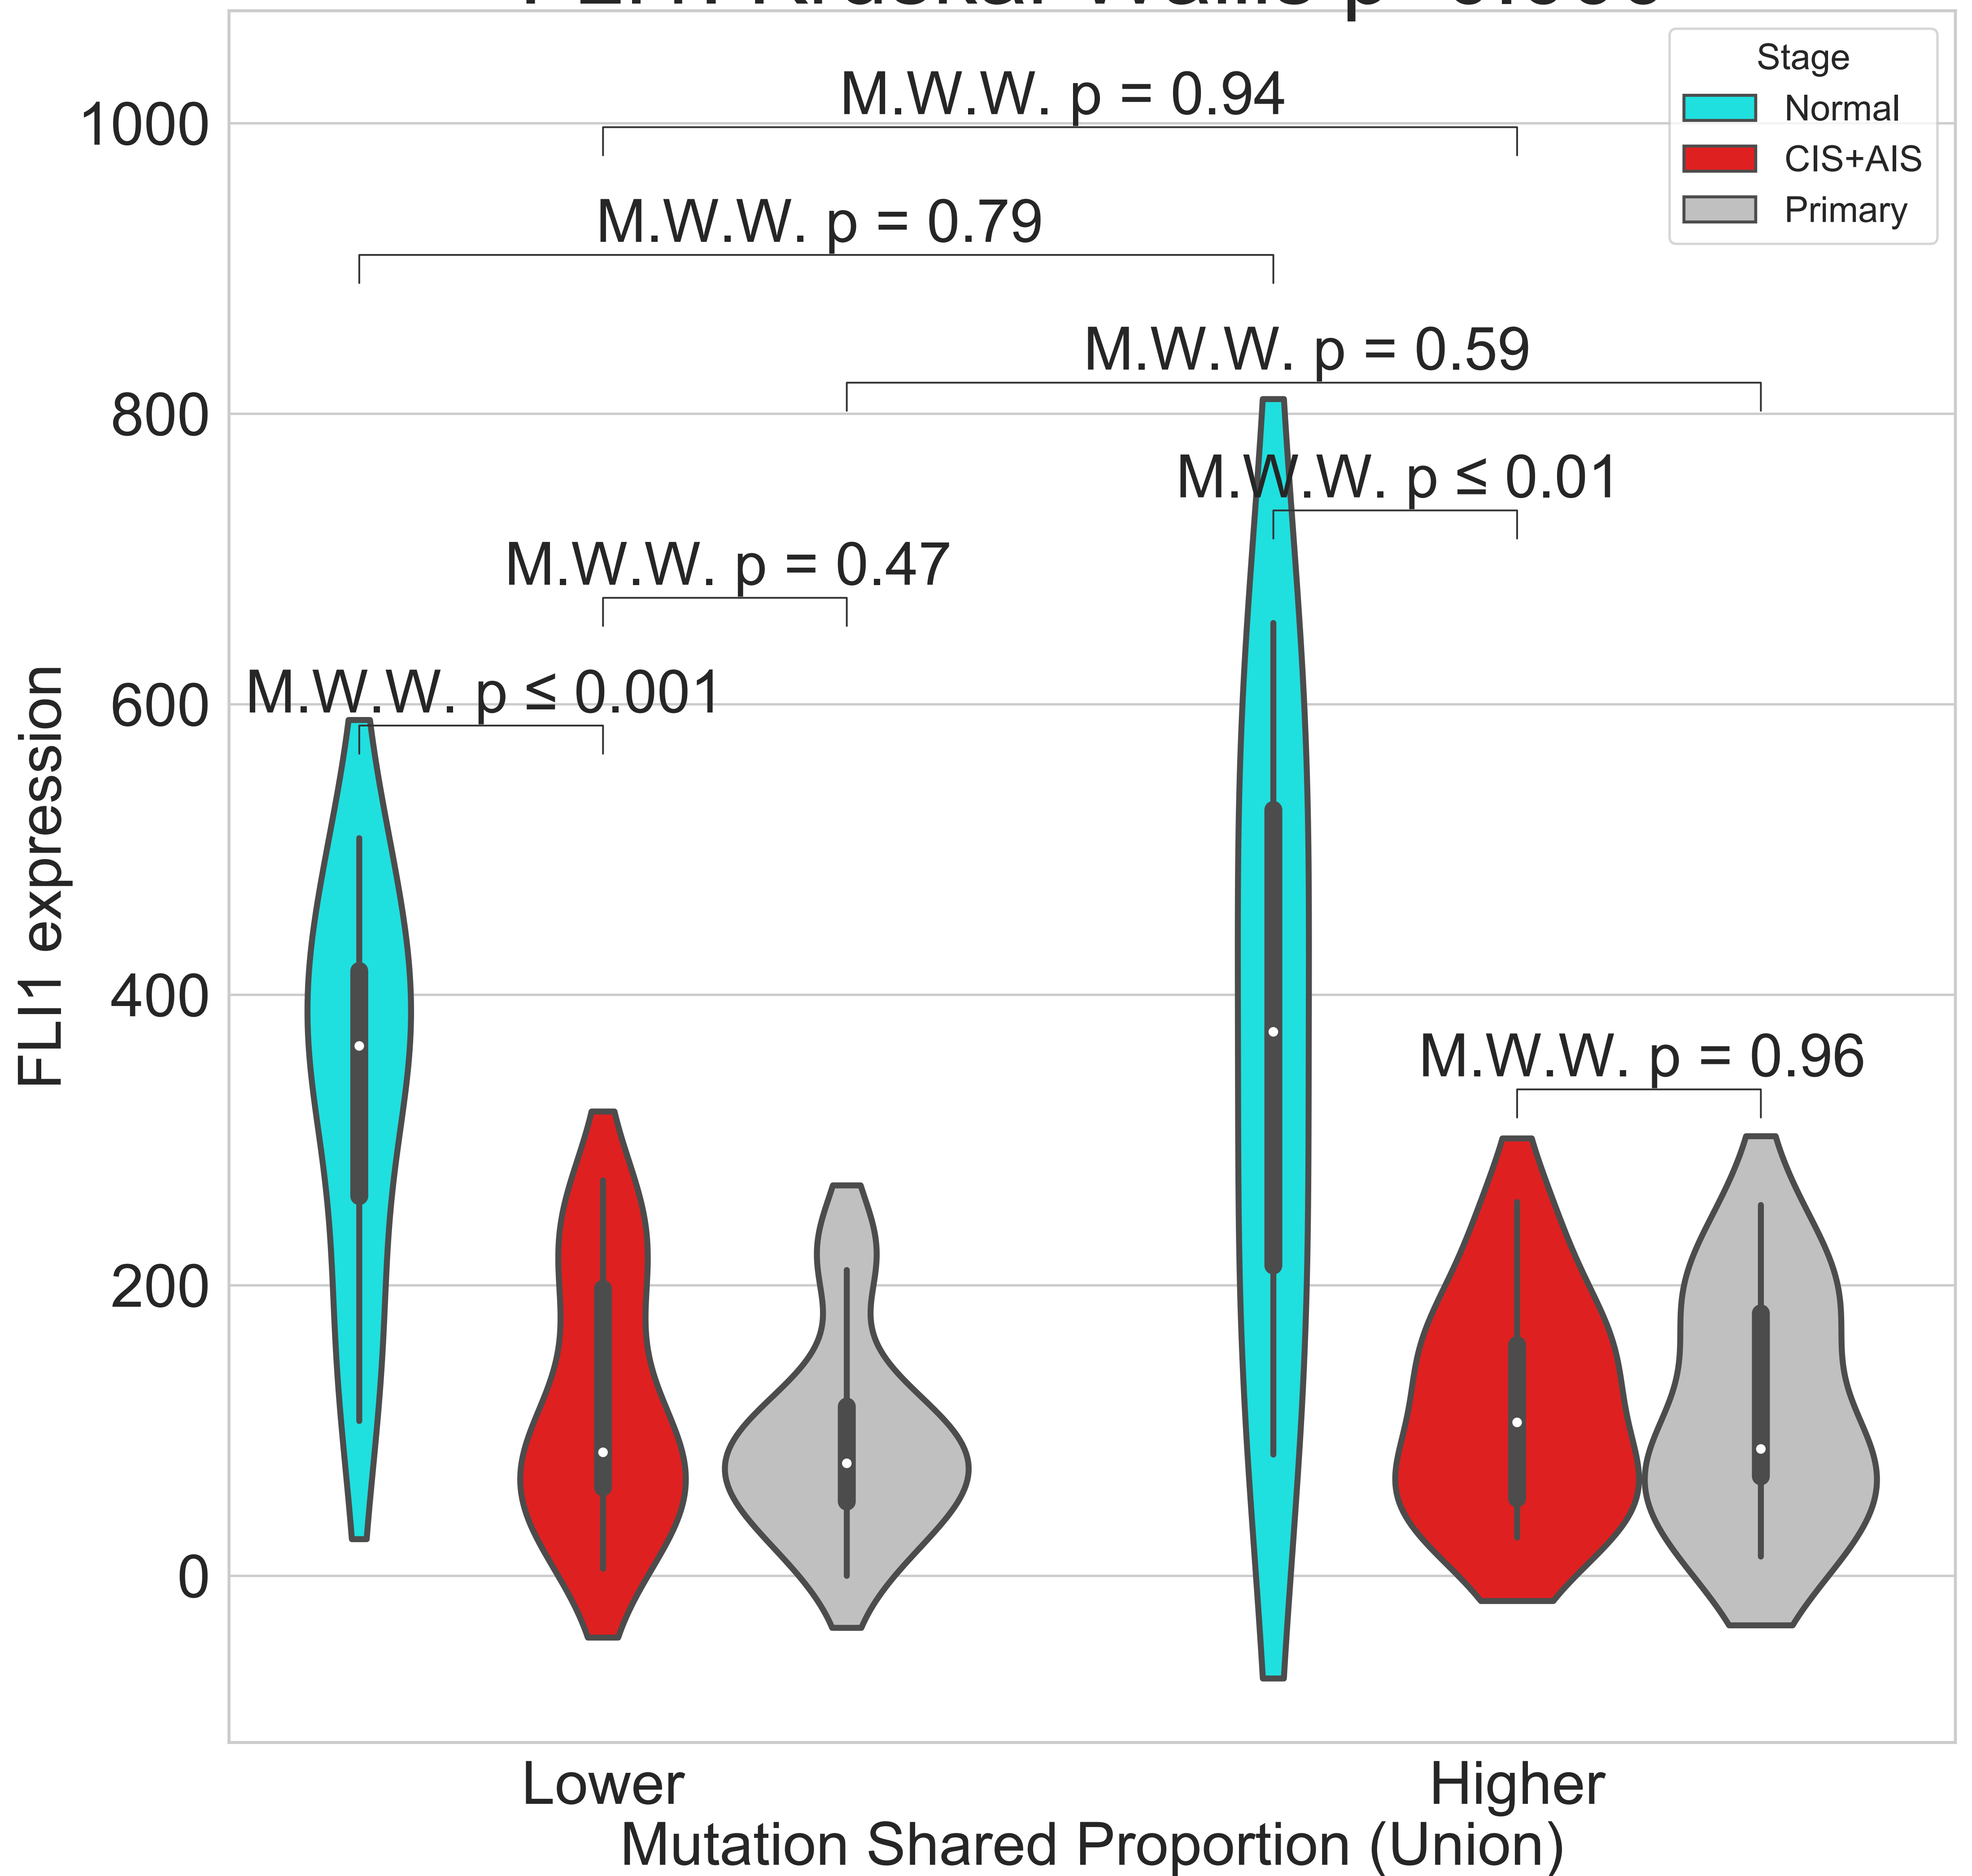 Stage
Normal
CIS+AIS
Primary
M.W.W. p = 0.94
M.W.W. p = 0.79
M.W.W. p = 0.59
M.W.W. p ≤ 0.01
M.W.W. p = 0.47
M.W.W. p ≤ 0.001
M.W.W. p = 0.96
1000
800
600
400
200
0
FLI1 expression
Lower
Higher
Mutation Shared Proportion (Union)